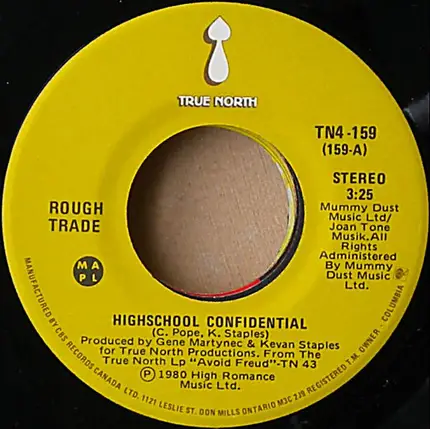 TRUE NORTH
TN4-159
(159-A)
STEREO
3:25
Mummy Dust
Music Ltd/
Joan Tone
Musik.All
Rights
Administered
By Mummy
Dust Music
Ltd.
ROUGH
TRADE
M A
P L
HIGHSCHOOL CONFIDENTIAL
(C. Pope, K. Staples)
Produced by Gene Martynec & Kevan Staples
for True North Productions. From The
True North Lp "Avoid Freud"-TN 43
Ⓟ 1980 High Romance
Music Ltd.
MANUFACTURED BY CBS RECORDS CANADA LTD. 1121 LESLIE ST. DON MILLS ONTARIO M3C 2J9 REGISTERED T.M. OWNER - COLUMBIA